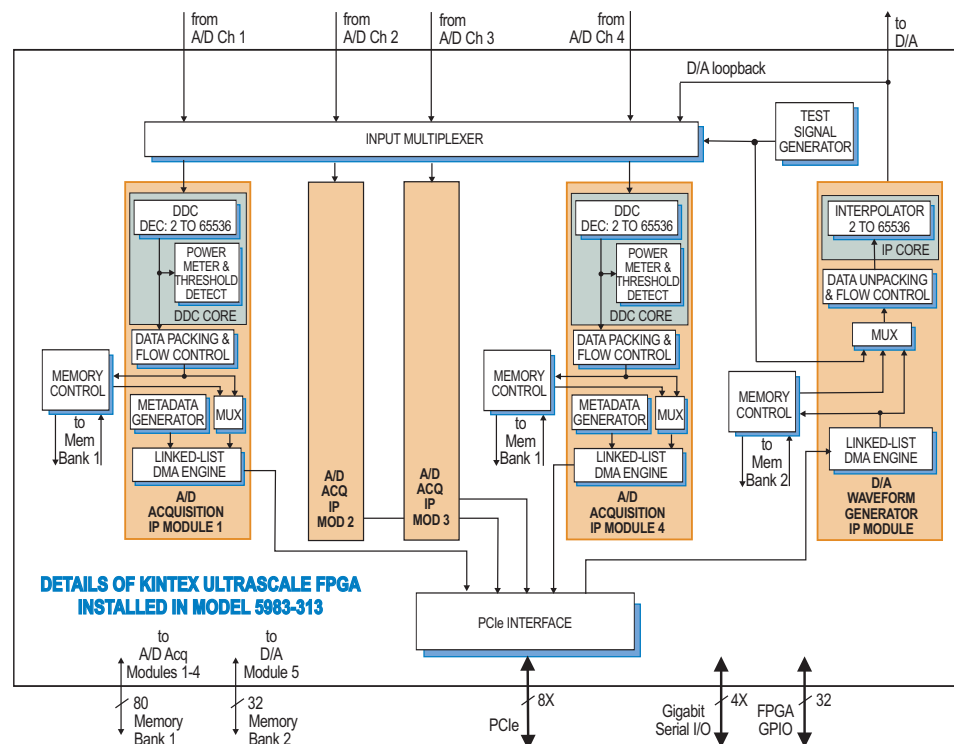 from
A/D Ch 1
from
A/D Ch 2
from
A/D Ch 3
from
A/D Ch 4
to
D/A
D/A loopback
INPUT MULTIPLEXER
TEST
SIGNAL
GENERATOR
DDC
DEC: 2 TO 65536
POWER
METER &
THRESHOLD
DETECT
DDC CORE
DATA PACKING &
FLOW CONTROL
MEMORY
CONTROL
METADATA
GENERATOR
MUX
to
Mem
Bank 1
LINKED-LIST
DMA ENGINE
A/D
ACQUISITION
IP MODULE 1
A/D
ACQ
IP
MOD 2
A/D
ACQ
IP
MOD 3
DDC
DEC: 2 TO 65536
POWER
METER &
THRESHOLD
DETECT
DDC CORE
DATA PACKING &
FLOW CONTROL
MEMORY
CONTROL
METADATA
GENERATOR
MUX
to
Mem
Bank 1
LINKED-LIST
DMA ENGINE
A/D
ACQUISITION
IP MODULE 4
INTERPOLATOR
2 TO 65536
IP CORE
DATA UNPACKING
& FLOW CONTROL
MUX
MEMORY
CONTROL
to
Mem
Bank 2
LINKED-LIST
DMA ENGINE
D/A
WAVEFORM
GENERATOR
IP MODULE
DETAILS OF KINTEX ULTRASCALE FPGA
INSTALLED IN MODEL 5983-313
PCIe INTERFACE
to
A/D Acq
Modules 1-4
to
D/A
Module 5
80
Memory
Bank 1
32
Memory
Bank 2
8X
PCIe
4X
Gigabit
Serial I/O
32
FPGA
GPIO